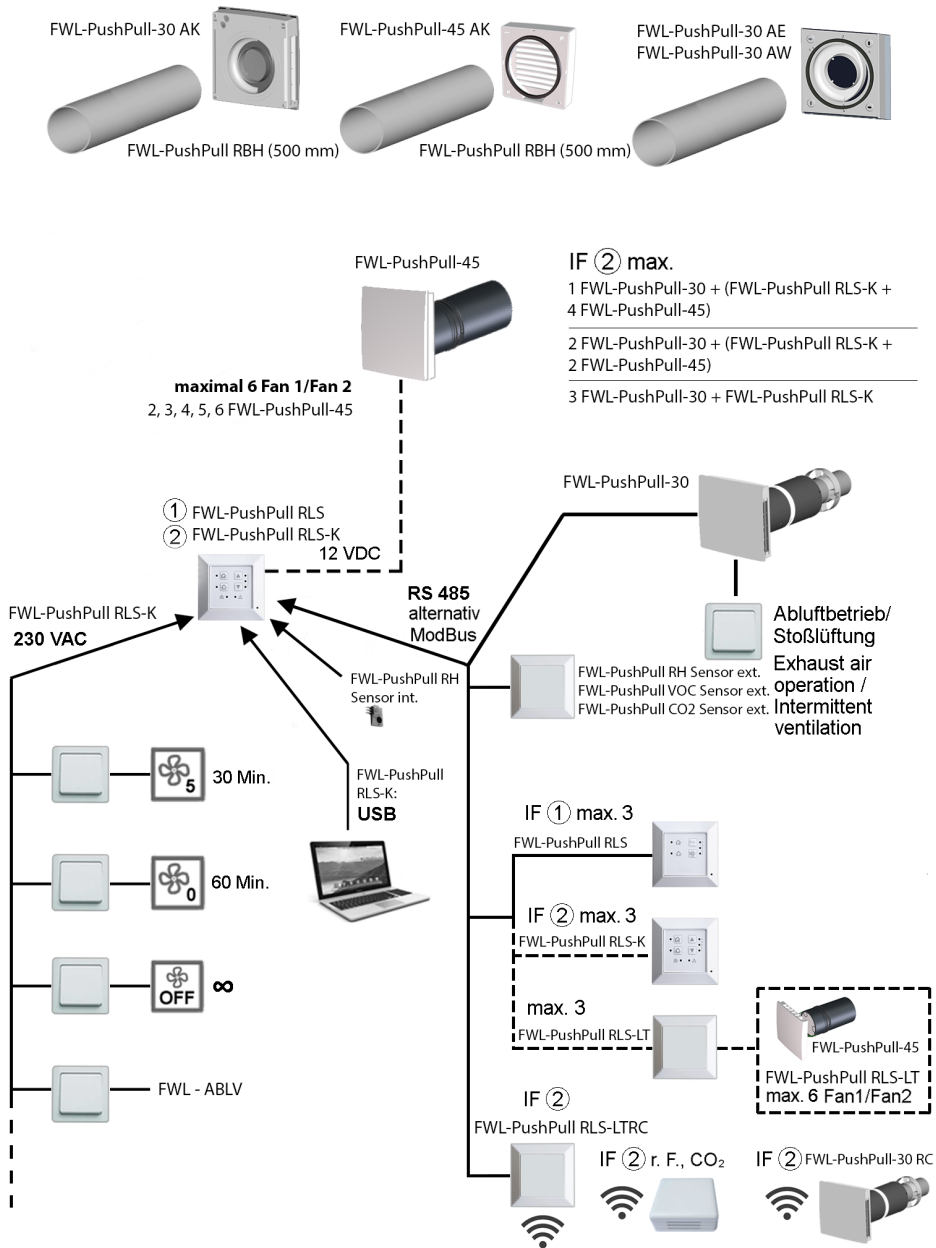 FWL-PushPull-30 AK
FWL-PushPull RBH (500 mm)
FWL-PushPull-45 AK
FWL-PushPull RBH (500 mm)
FWL-PushPull-30 AE
FWL-PushPull-30 AW
FWL-PushPull-45
maximal 6 Fan 1/Fan 2
2, 3, 4, 5, 6 FWL-PushPull-45
IF ② max.
1 FWL-PushPull-30 + (FWL-PushPull RLS-K +
4 FWL-PushPull-45)
2 FWL-PushPull-30 + (FWL-PushPull RLS-K +
2 FWL-PushPull-45)
3 FWL-PushPull-30 + FWL-PushPull RLS-K
FWL-PushPull-30
① FWL-PushPull RLS
② FWL-PushPull RLS-K
12 VDC
FWL-PushPull RLS-K
230 VAC
RS 485
alternativ
ModBus
Abluftbetrieb/
Stoßlüftung
Exhaust air
operation /
Intermittent
ventilation
FWL-PushPull RH Sensor ext.
FWL-PushPull VOC Sensor ext.
FWL-PushPull CO2 Sensor ext.
FWL-PushPull RH
Sensor int.
FWL-PushPull
RLS-K:
USB
5
30 Min.
0
60 Min.
OFF
∞
FWL - ABLV
IF ① max. 3
FWL-PushPull RLS
IF ② max. 3
FWL-PushPull RLS-K
max. 3
FWL-PushPull RLS-LT
FWL-PushPull-45
FWL-PushPull RLS-LT
max. 6 Fan1/Fan2
IF ②
FWL-PushPull RLS-LTRC
IF ② r. F., CO₂
IF ② FWL-PushPull-30 RC